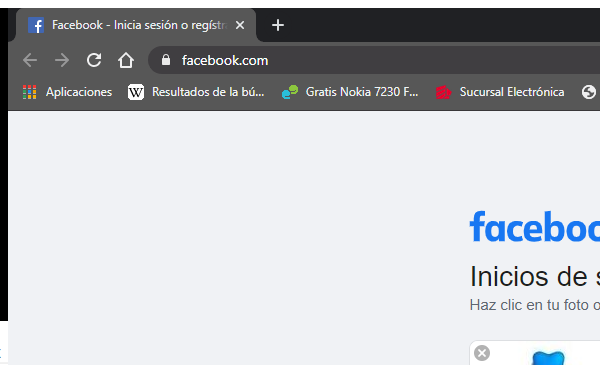 Facebook - Inicia sesión o regístr
facebook.com
Aplicaciones
W Resultados de la bú...
Gratis Nokia 7230 F...
Sucursal Electrónica
faceboo
Inicios de s
Haz clic en tu foto o